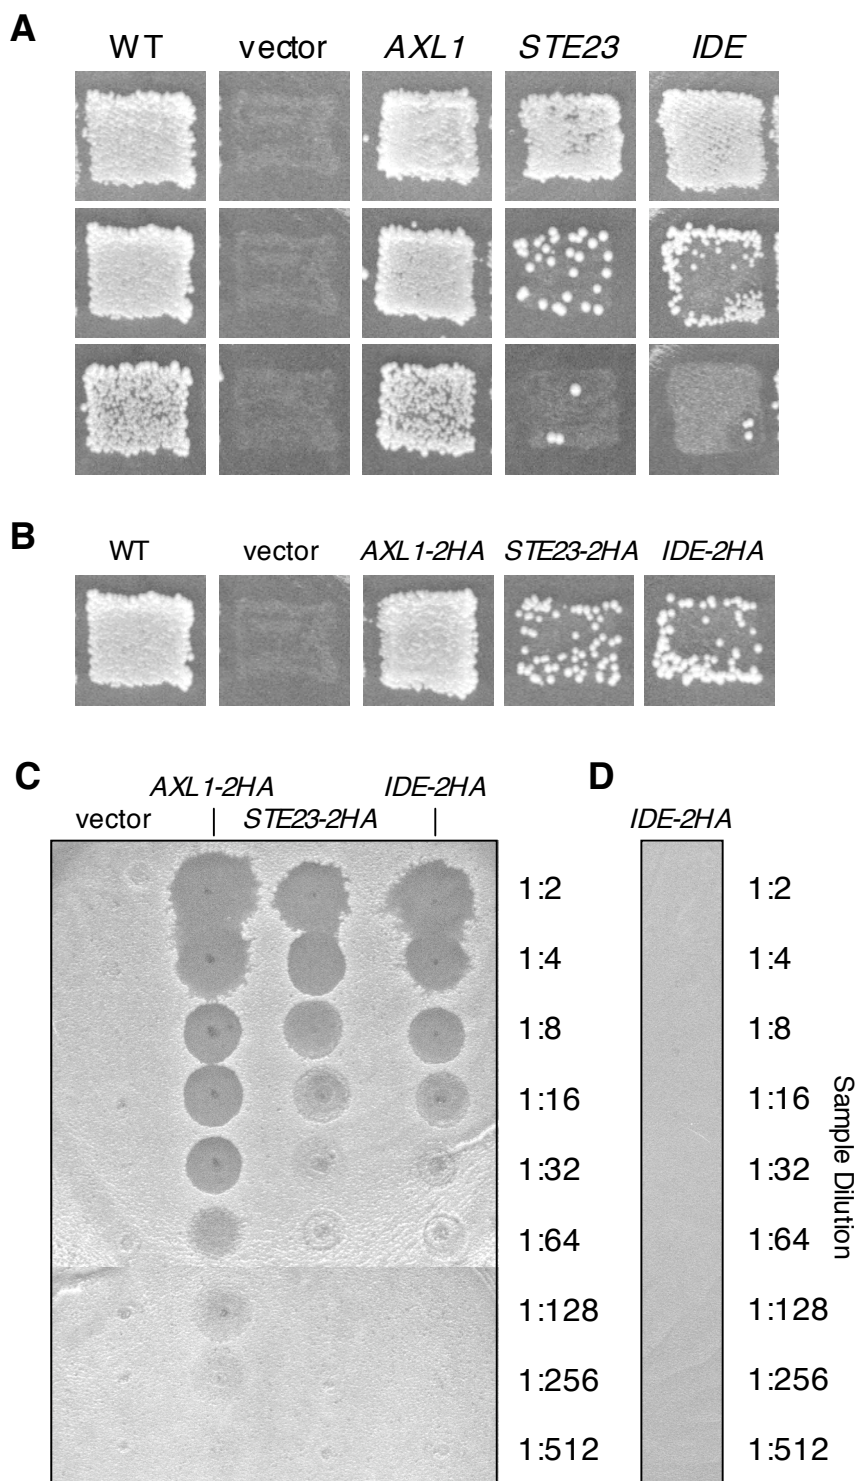 A
WT vector AXL1 STE23 IDE
B
WT vector AXL1-2HA STE23-2HA IDE-2HA
C
AXL1-2HA IDE-2HA
vector STE23-2HA
1:2
1:4
1:8
1:16
1:32
1:64
1:128
1:256
1:512
D
IDE-2HA
1:2
1:4
1:8
1:16
1:32
1:64
1:128
1:256
1:512
Sample Dilution